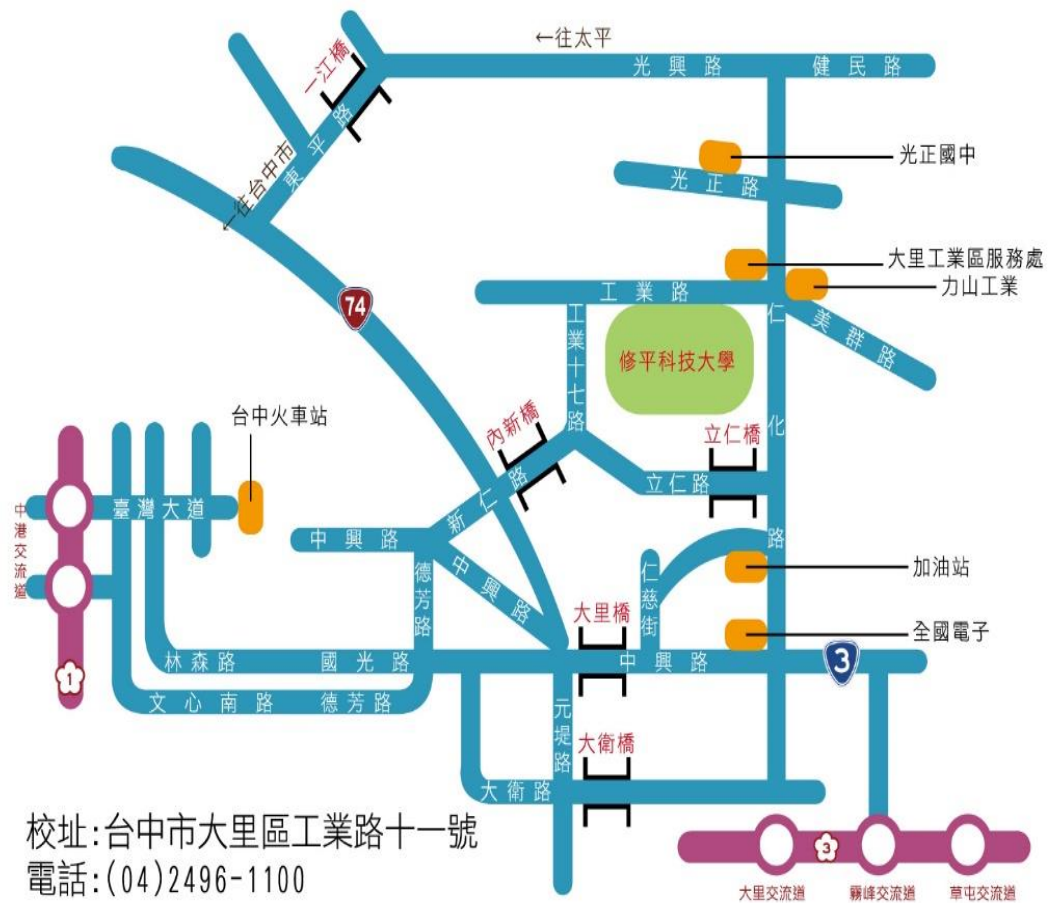 ←往太平
一江橋
光興路
健民路
東平路
←往台中市
光正國中
光正路
大里工業區服務處
力山工業
工業路
美群路
74
工業十七路
修平科技大學
仁化路
台中火車站
內新橋
立仁橋
新仁路
立仁路
中港交流道
臺灣大道
中興路
中興路
德芳路
仁慈街
加油站
大里橋
全國電子
林森路
國光路
中興路
3
1
文心南路
德芳路
元堤路
大衛橋
大衛路
校址:台中市大里區工業路十一號
電話:(04)2496-1100
3
大里交流道
霧峰交流道
草屯交流道